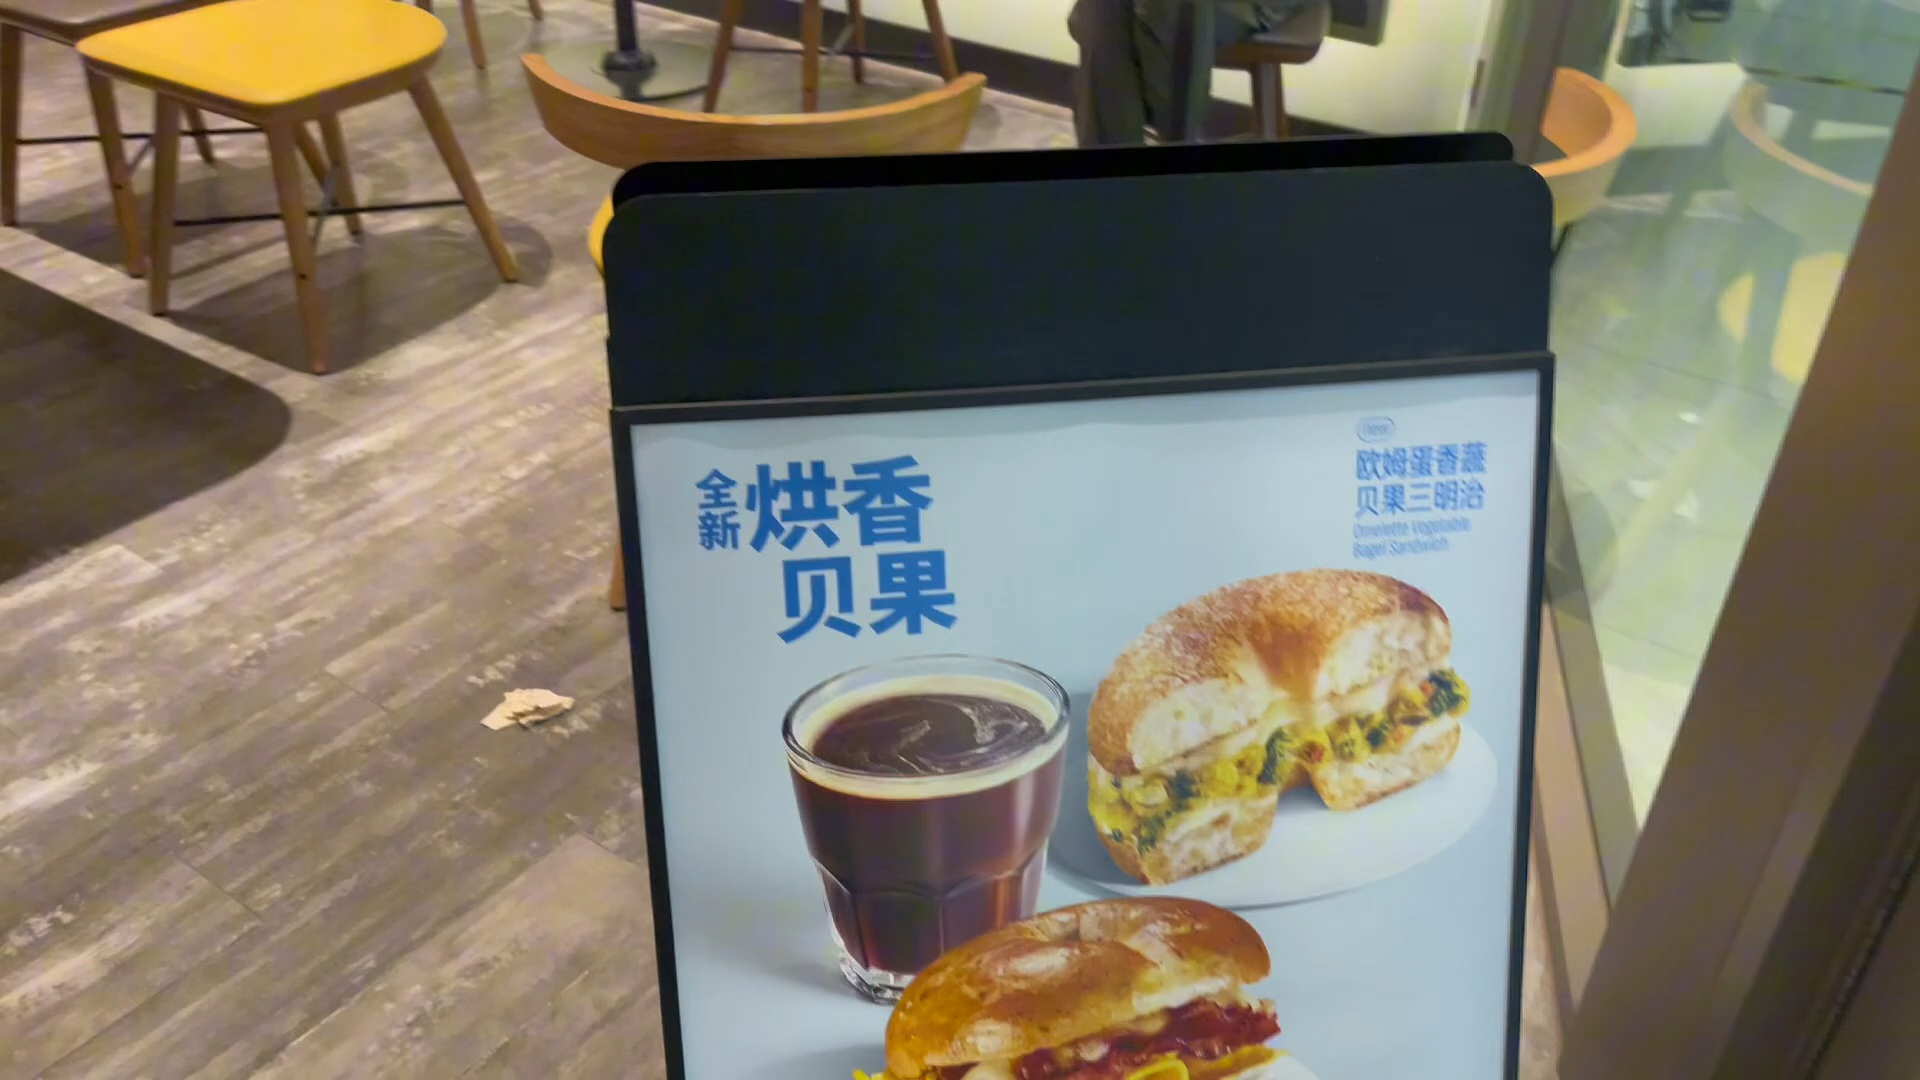 全新
烘香
贝果
new
欧姆蛋香蔬
贝果三明治
Omelette Vegetable
Bagel Sandwich